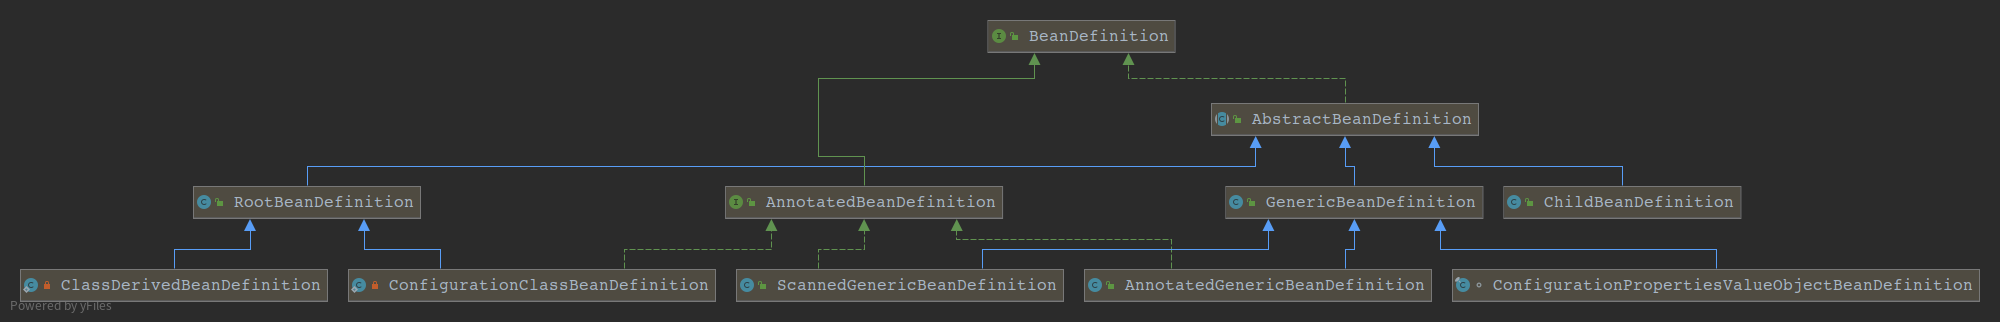 BeanDefinition
AbstractBeanDefinition
RootBeanDefinition
AnnotatedBeanDefinition
GenericBeanDefinition
ChildBeanDefinition
ClassDerivedBeanDefinition
ConfigurationClassBeanDefinition
ScannedGenericBeanDefinition
AnnotatedGenericBeanDefinition
ConfigurationPropertiesValueObjectBeanDefinition
Powered by yFiles